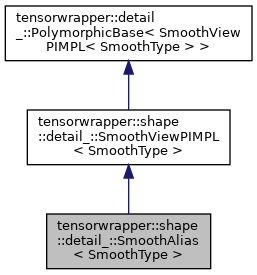 tensorwrapper::detail
_::PolymorphicBase< SmoothView
PIMPL< SmoothType > >
tensorwrapper::shape
::detail_::SmoothViewPIMPL
< SmoothType >
tensorwrapper::shape
::detail_::SmoothAlias
< SmoothType >